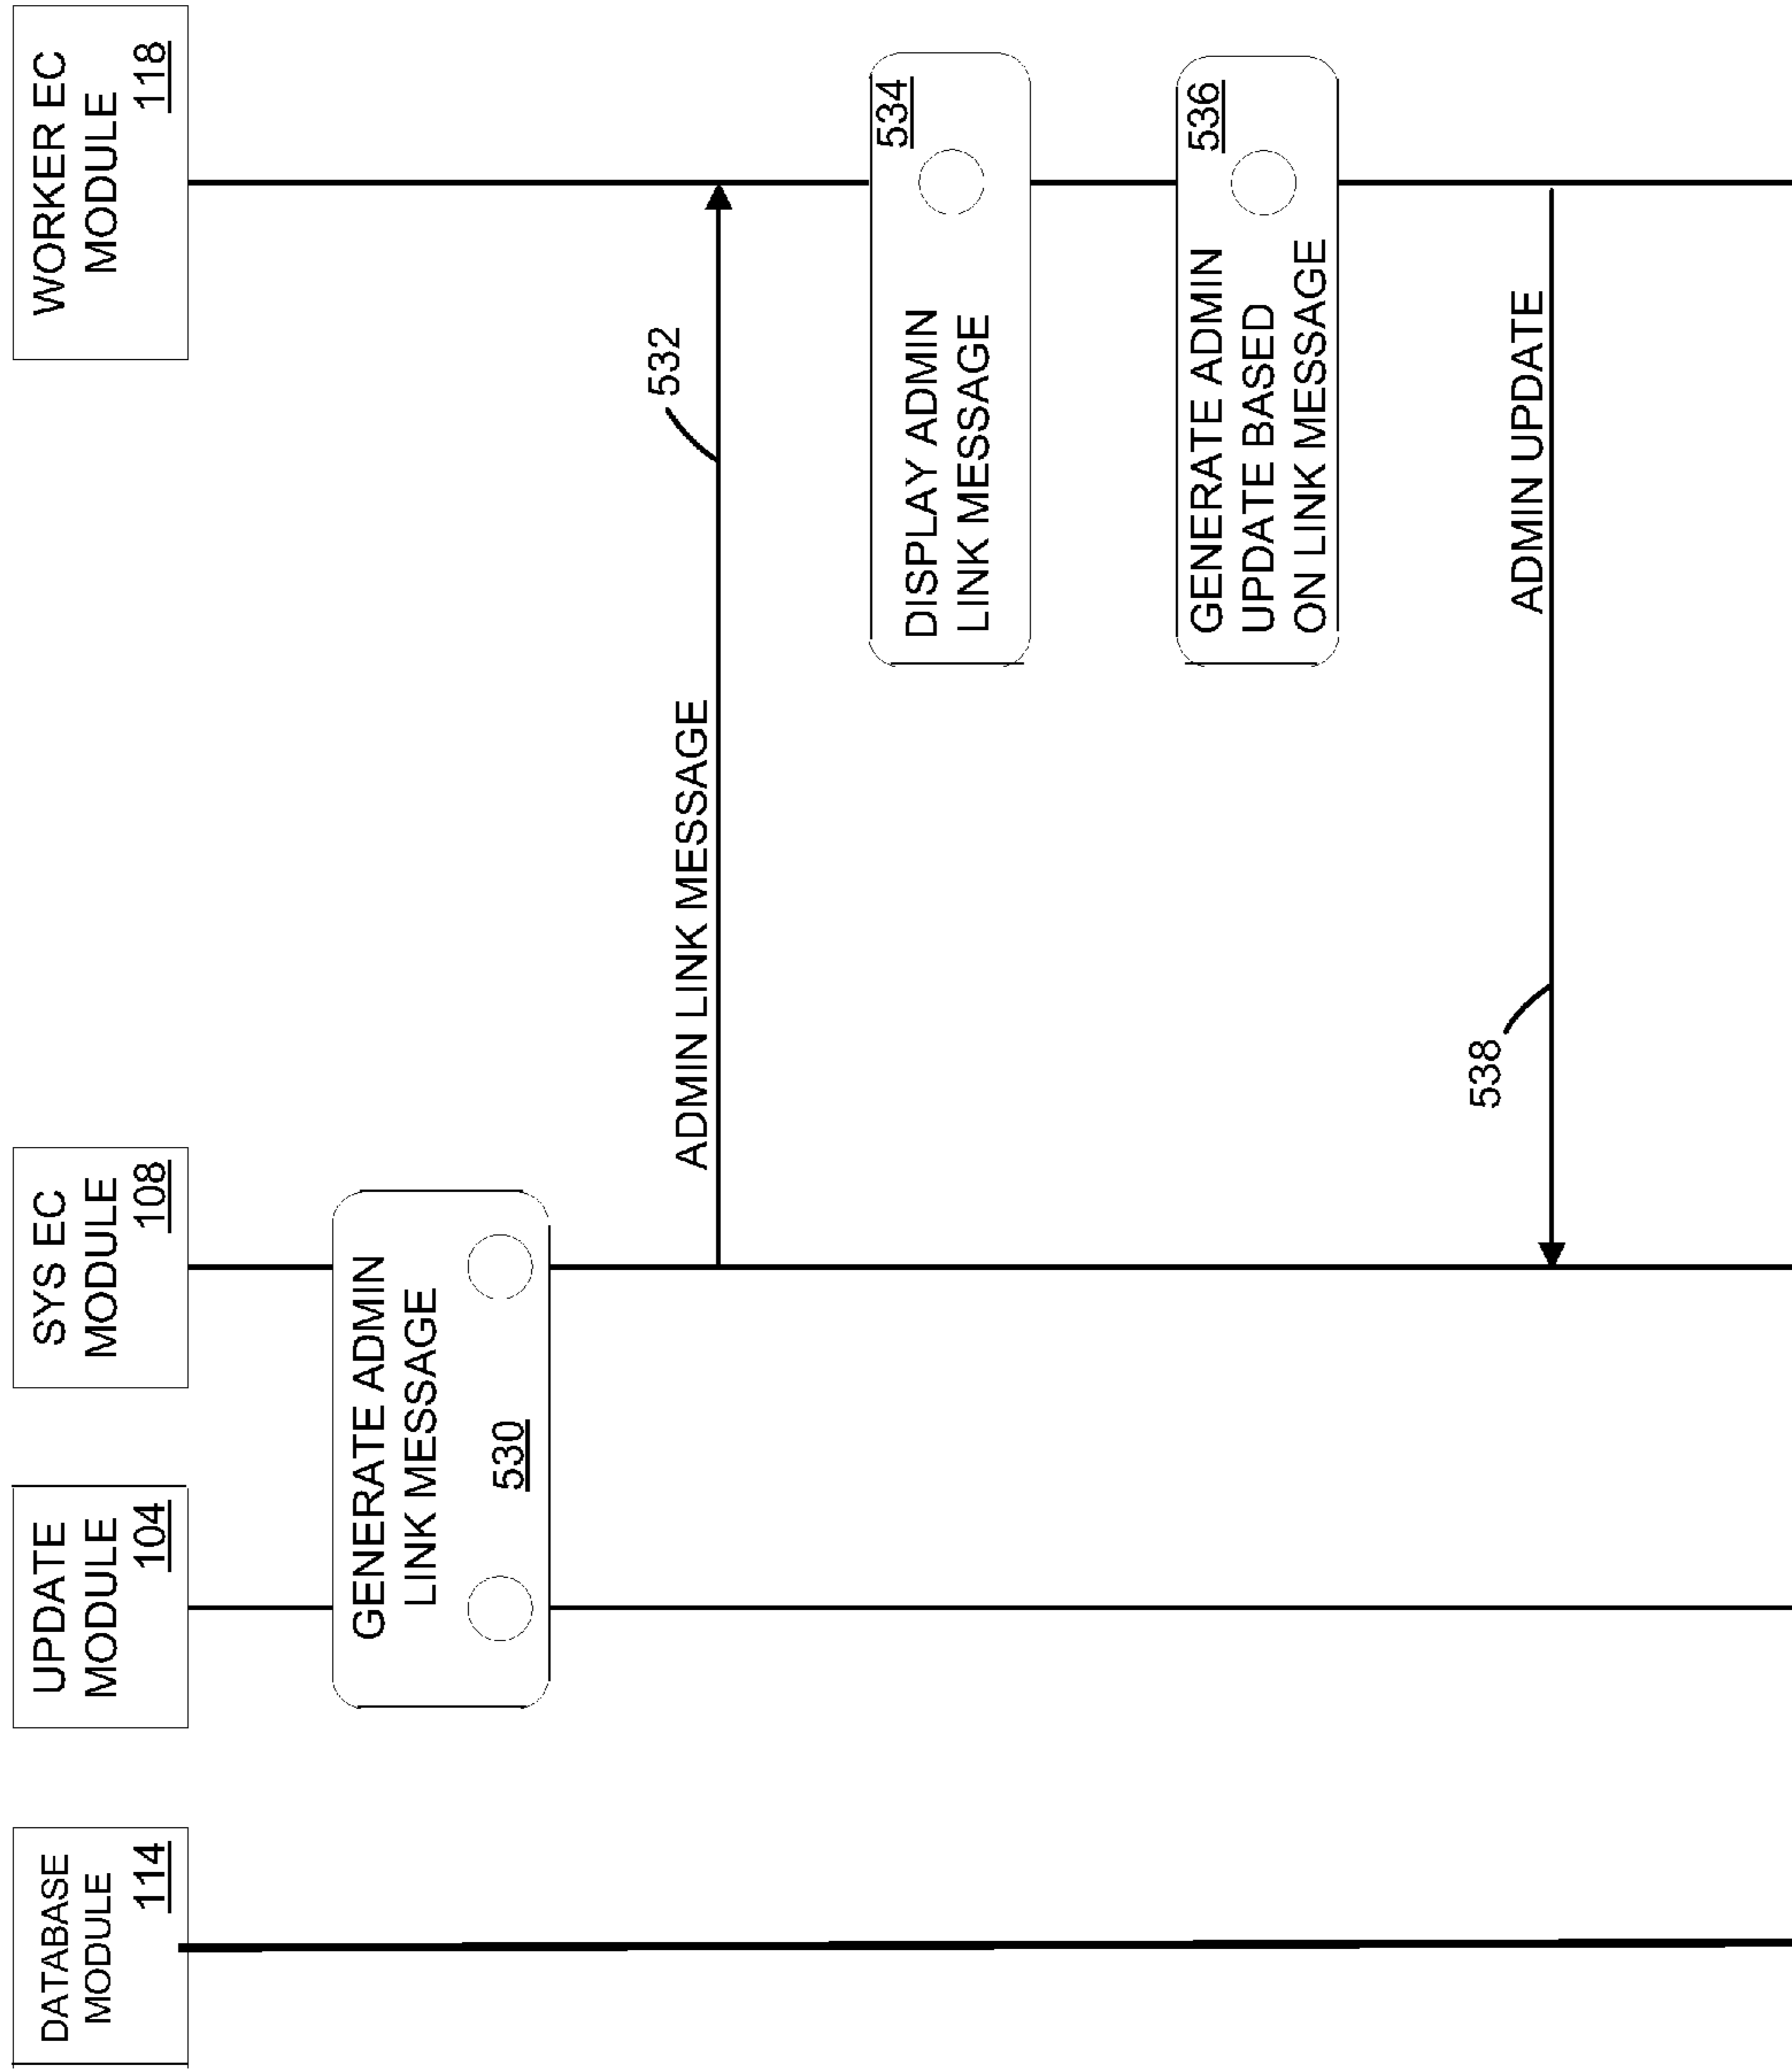 DATABASE
MODULE
114
UPDATE
MODULE
104
SYS EC
MODULE
108
WORKER EC
MODULE
118
GENERATE ADMIN
LINK MESSAGE
530
ADMIN LINK MESSAGE
532
DISPLAY ADMIN
LINK MESSAGE
534
GENERATE ADMIN
UPDATE BASED
ON LINK MESSAGE
536
538
ADMIN UPDATE